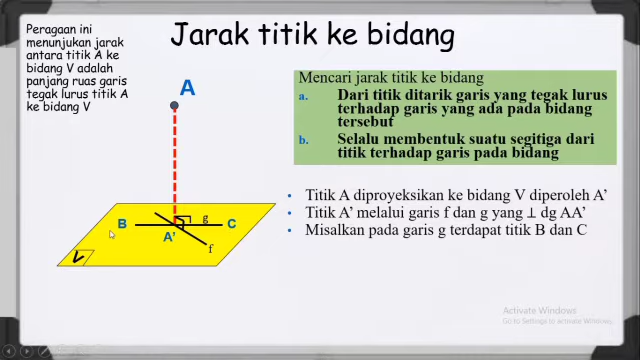 Jarak titik ke bidang
Peragaan ini
menunjukan jarak
antara titik A ke
bidang V adalah
panjang ruas garis
tegak lurus titik A
ke bidang V
A
B
C
A’
g
f
V
Mencari jarak titik ke bidang
a. Dari titik ditarik garis yang tegak lurus
terhadap garis yang ada pada bidang
tersebut
b. Selalu membentuk suatu segitiga dari
titik terhadap garis pada bidang
• Titik A diproyeksikan ke bidang V diperoleh A’
• Titik A’ melalui garis f dan g yang ⊥ dg AA’
• Misalkan pada garis g terdapat titik B dan C
Activate Windows
Go to Settings to activate Windows.